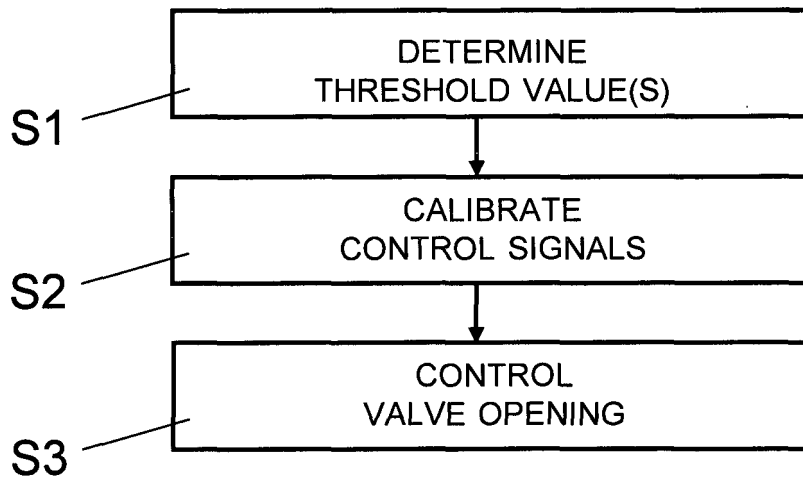 DETERMINE
THRESHOLD VALUE(S)
S1
CALIBRATE
CONTROL SIGNALS
S2
CONTROL
VALVE OPENING
S3